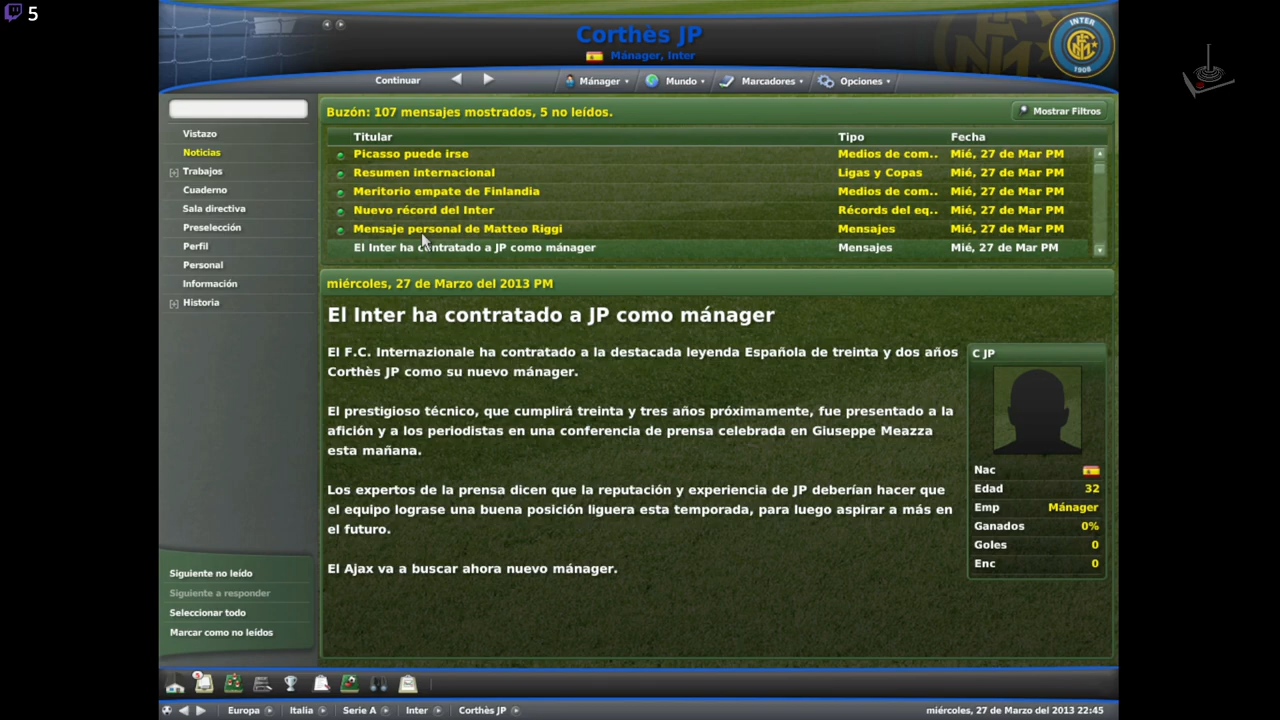 5
Corthès JP
Mánager, Inter
INTER
1908
Continuar
Mánager
Mundo
Marcadores
Opciones
Buzón: 107 mensajes mostrados, 5 no leídos.
Mostrar Filtros
Titular Tipo Fecha
Picasso puede irse Medios de com.. Mié, 27 de Mar PM
Resumen internacional Ligas y Copas Mié, 27 de Mar PM
Meritorio empate de Finlandia Medios de com.. Mié, 27 de Mar PM
Nuevo récord del Inter Récords del eq.. Mié, 27 de Mar PM
Mensaje personal de Matteo Riggi Mensajes Mié, 27 de Mar PM
El Inter ha contratado a JP como mánager Mensajes Mié, 27 de Mar PM
Vistazo
Noticias
Trabajos
Cuaderno
Sala directiva
Preselección
Perfil
Personal
Información
Historia
miércoles, 27 de Marzo del 2013 PM
El Inter ha contratado a JP como mánager
El F.C. Internazionale ha contratado a la destacada leyenda Española de treinta y dos años
Corthès JP como su nuevo mánager.
El prestigioso técnico, que cumplirá treinta y tres años próximamente, fue presentado a la
afición y a los periodistas en una conferencia de prensa celebrada en Giuseppe Meazza
esta mañana.
Los expertos de la prensa dicen que la reputación y experiencia de JP deberían hacer que
el equipo lograse una buena posición liguera esta temporada, para luego aspirar a más en
el futuro.
El Ajax va a buscar ahora nuevo mánager.
C JP
Nac
Edad 32
Emp Mánager
Ganados 0%
Goles 0
Enc 0
Siguiente no leído
Siguiente a responder
Seleccionar todo
Marcar como no leídos
Europa
Italia
Serie A
Inter
Corthès JP
miércoles, 27 de Marzo del 2013 22:45